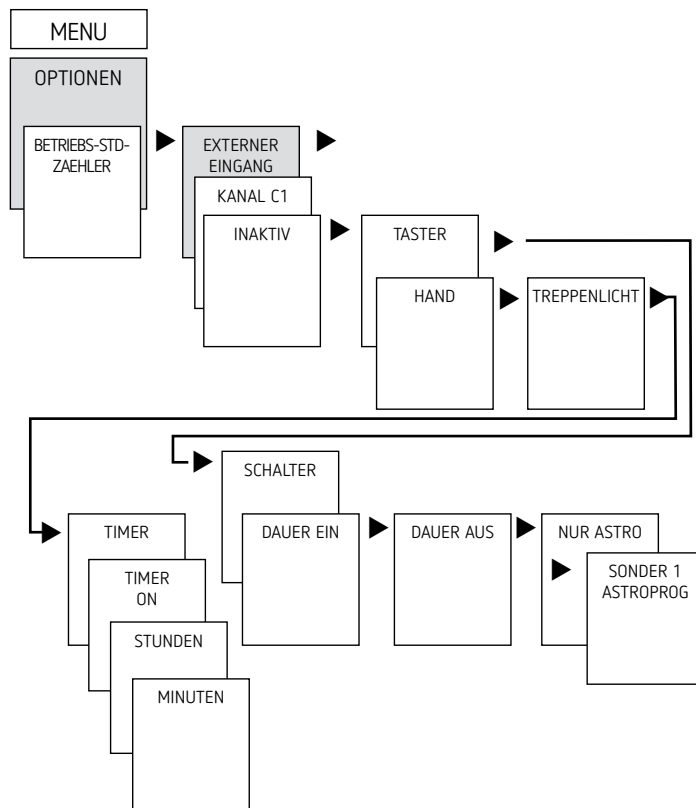 MENU
OPTIONEN
BETRIEBS-STD-
ZAEHLER
EXTERNER
EINGANG
KANAL C1
INAKTIV
TASTER
HAND
TREPPENLICHT
SCHALTER
DAUER EIN
DAUER AUS
NUR ASTRO
SONDER 1
ASTROPROG
TIMER
TIMER
ON
STUNDEN
MINUTEN